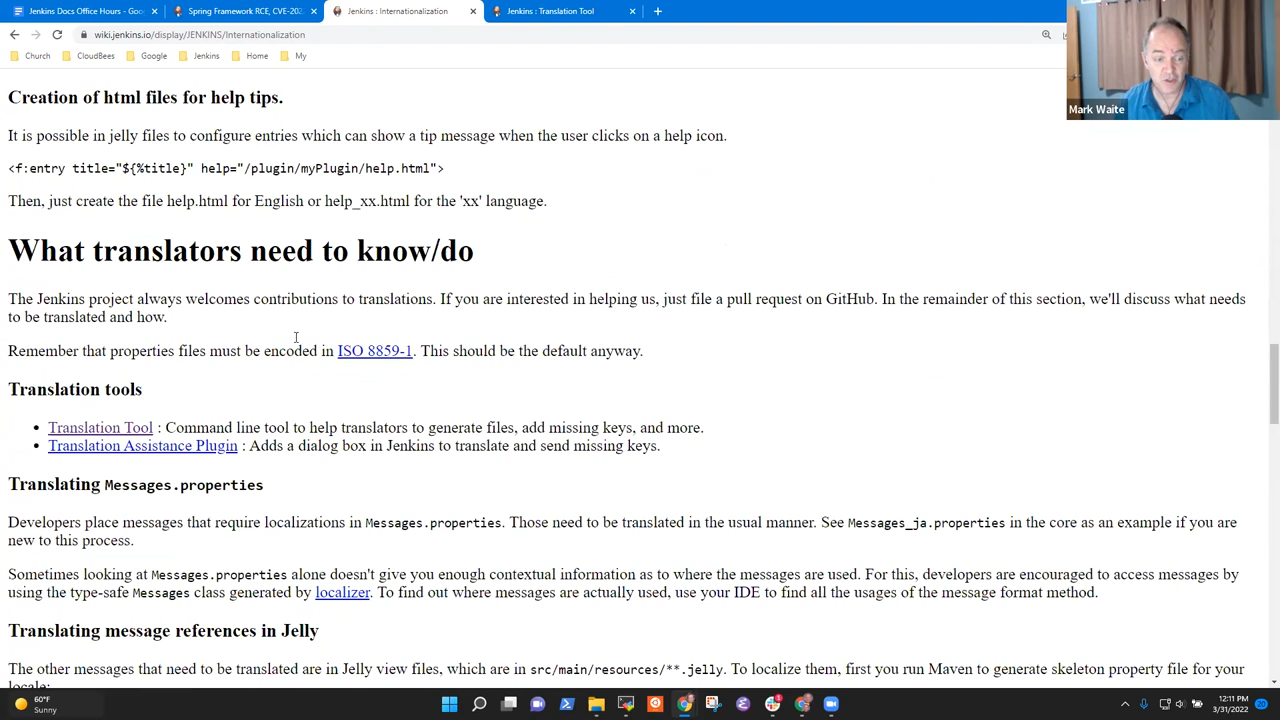 Jenkins Docs Office Hours - Goo
Spring Framework RCE, CVE-202
Jenkins : Internationalization
Jenkins : Translation Tool
wiki.jenkins.io/display/JENKINS/Internationalization
Church
CloudBees
Google
Jenkins
Home
My
Mark Waite
Creation of html files for help tips.
It is possible in jelly files to configure entries which can show a tip message when the user clicks on a help icon.
<f:entry title="${%title}" help="/plugin/myPlugin/help.html">
Then, just create the file help.html for English or help_xx.html for the 'xx' language.
What translators need to know/do
The Jenkins project always welcomes contributions to translations. If you are interested in helping us, just file a pull request on GitHub. In the remainder of this section, we'll discuss what needs
to be translated and how.
Remember that properties files must be encoded in ISO 8859-1. This should be the default anyway.
Translation tools
• Translation Tool : Command line tool to help translators to generate files, add missing keys, and more.
• Translation Assistance Plugin : Adds a dialog box in Jenkins to translate and send missing keys.
Translating Messages.properties
Developers place messages that require localizations in Messages.properties. Those need to be translated in the usual manner. See Messages_ja.properties in the core as an example if you are
new to this process.
Sometimes looking at Messages.properties alone doesn't give you enough contextual information as to where the messages are used. For this, developers are encouraged to access messages by
using the type-safe Messages class generated by localizer. To find out where messages are actually used, use your IDE to find all the usages of the message format method.
Translating message references in Jelly
The other messages that need to be translated are in Jelly view files, which are in src/main/resources/**.jelly. To localize them, first you run Maven to generate skeleton property file for your
locale:
60°F
Sunny
12:11 PM
3/31/2022
20